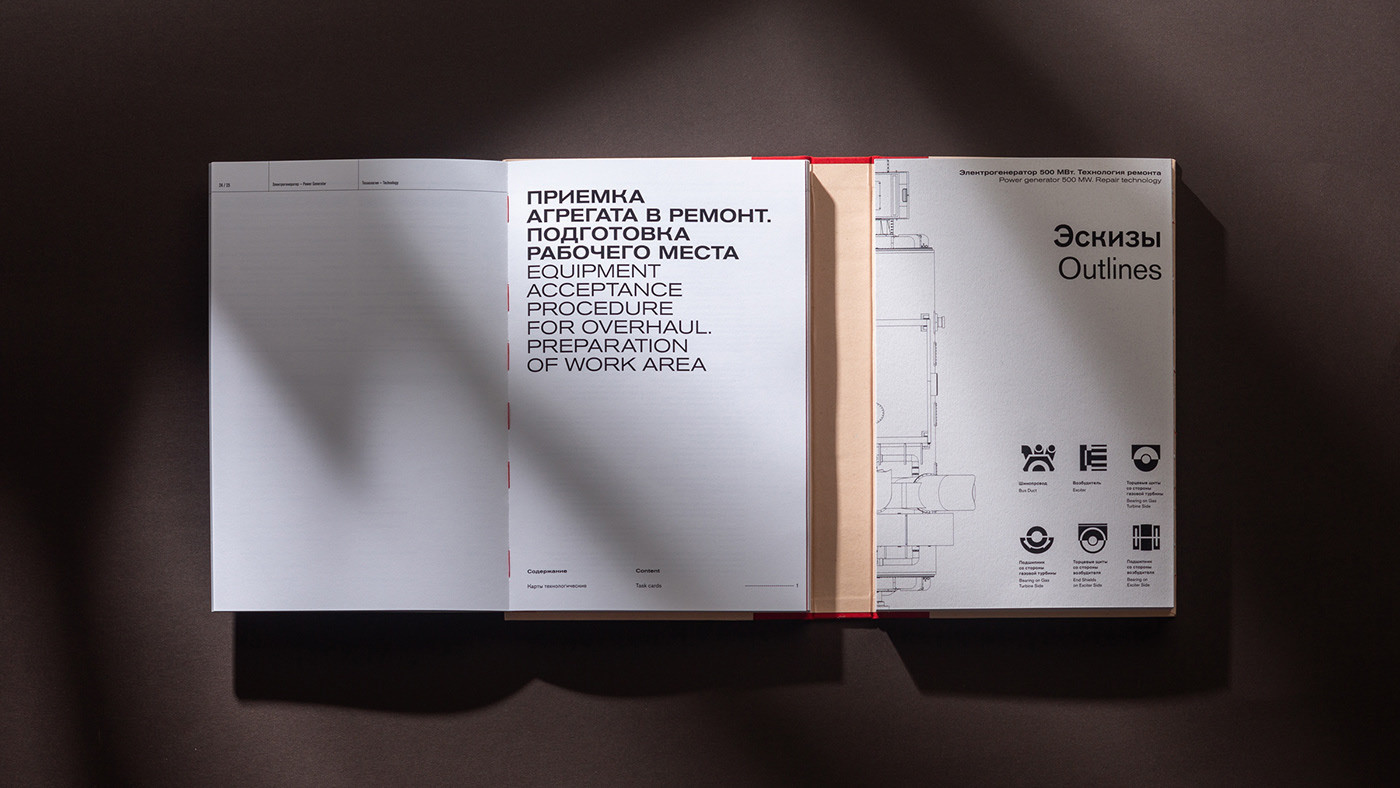 24 / 25
Электрогенератор – Power Generator
Технология – Technology
ПРИЕМКА
АГРЕГАТА В РЕМОНТ.
ПОДГОТОВКА
РАБОЧЕГО МЕСТА
EQUIPMENT
ACCEPTANCE
PROCEDURE
FOR OVERHAUL.
PREPARATION
OF WORK AREA
Содержание
Content
Карты технологические
Task cards
1
Электрогенератор 500 МВт. Технология ремонта
Power generator 500 MW. Repair technology
Эскизы
Outlines
Шинопровод
Bus Duct
Возбудитель
Exciter
Торцевые щиты
со стороны
газовой турбины
Bearing on Gas
Turbine Side
Подшипник
со стороны
газовой турбины
Bearing on Gas
Turbine Side
Торцевые щиты
со стороны
возбудителя
End Shields
on Exciter Side
Подшипник
со стороны
возбудителя
Bearing on
Exciter Side